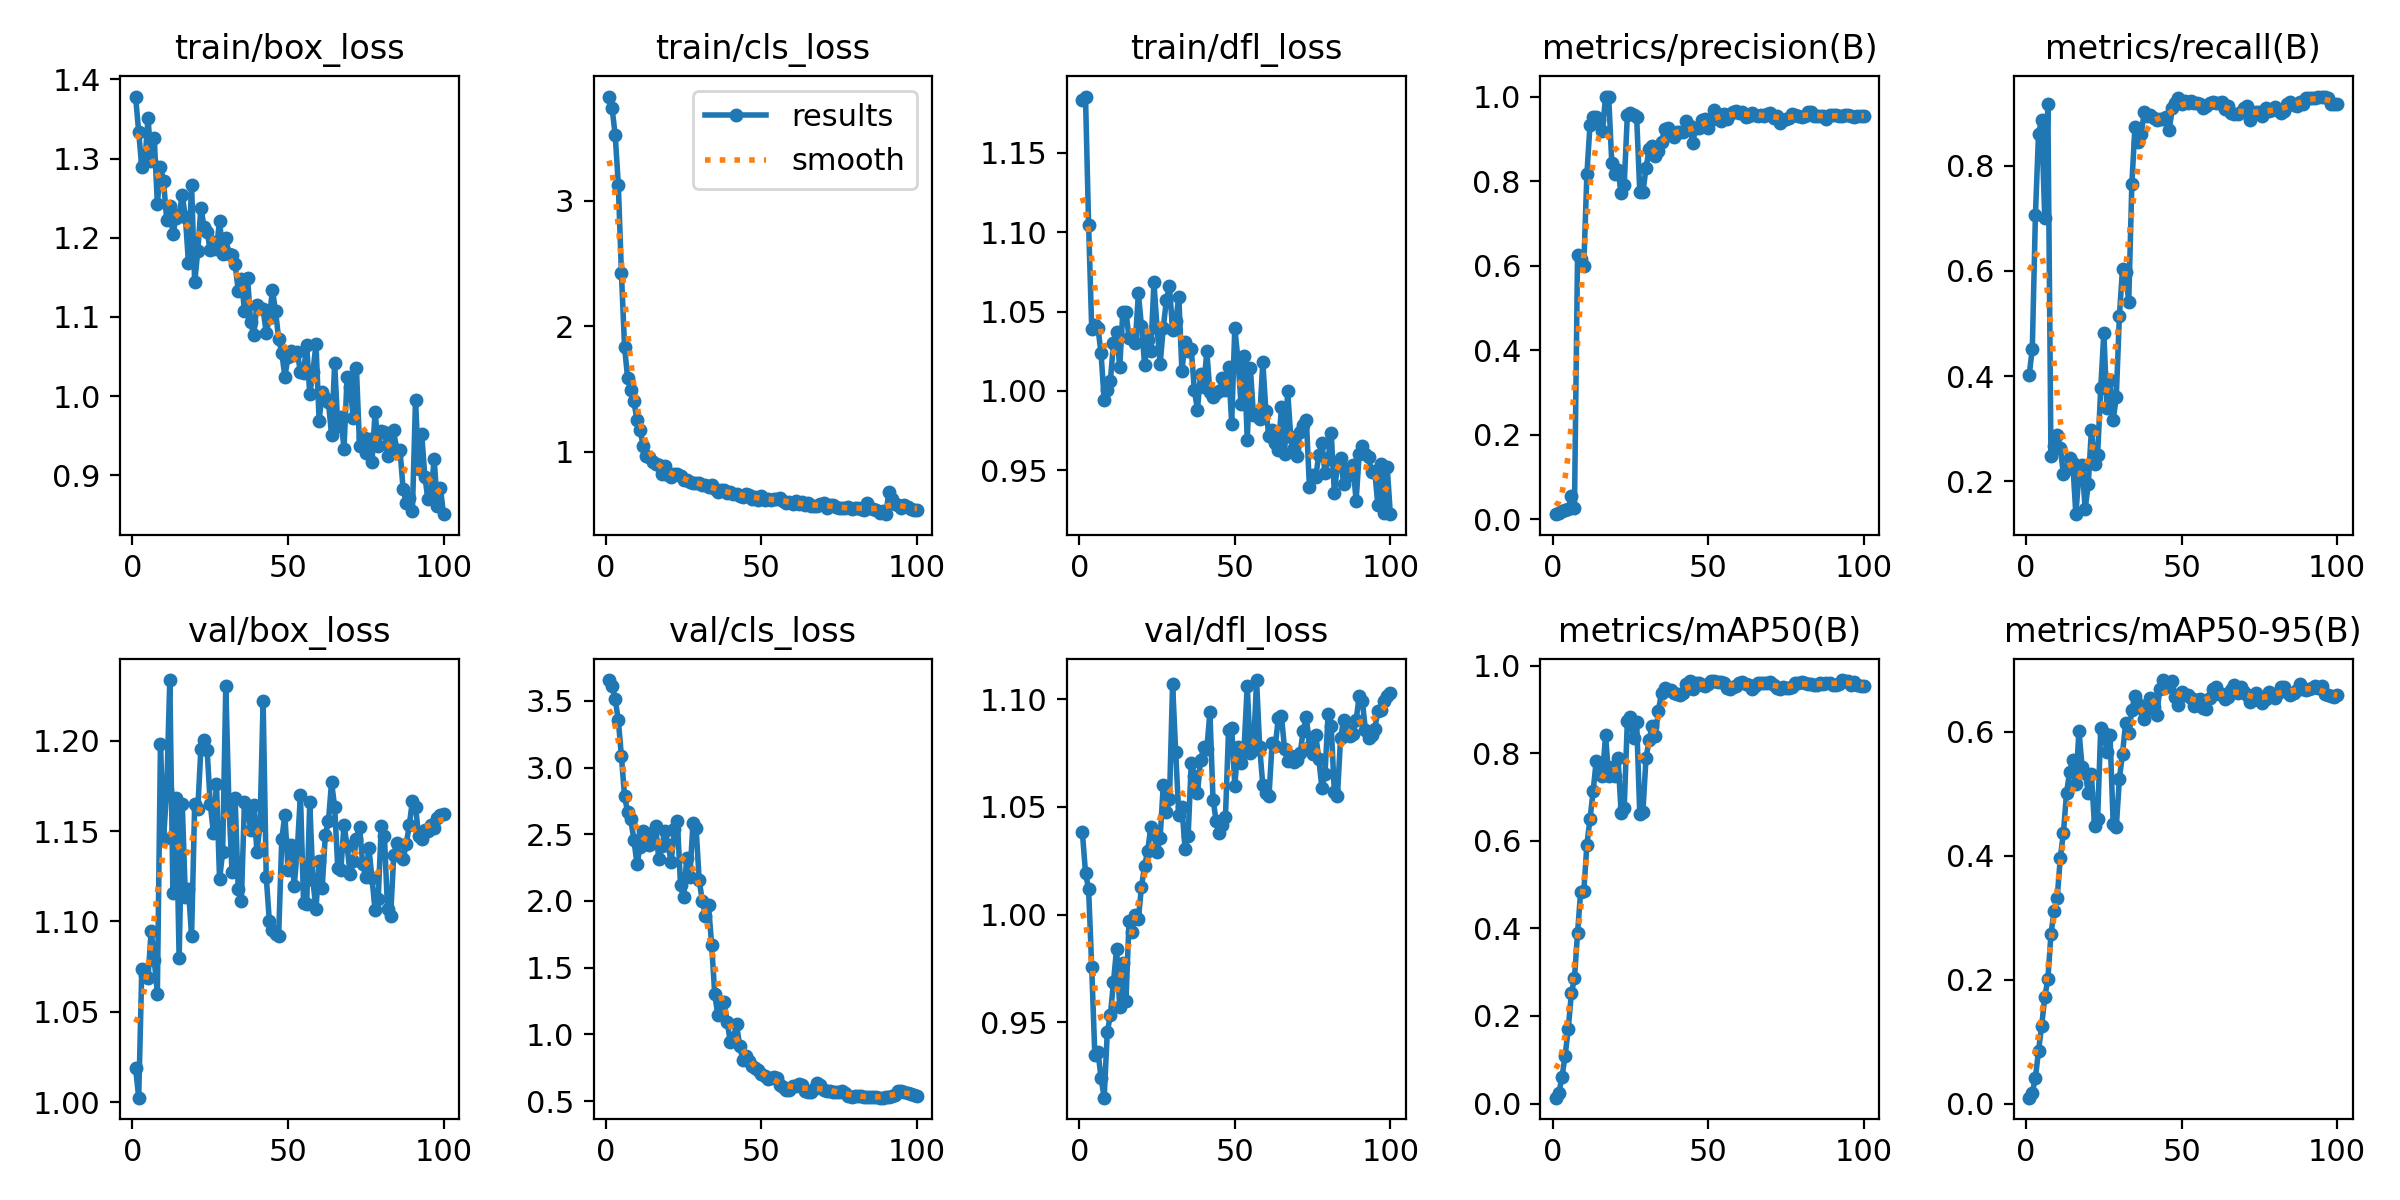 train/box_loss
1.4
1.3
1.2
1.1
1.0
0.9
0 50 100
train/cls_loss
results
smooth
3
2
1
0 50 100
train/dfl_loss
1.15
1.10
1.05
1.00
0.95
0 50 100
metrics/precision(B)
1.0
0.8
0.6
0.4
0.2
0.0
0 50 100
metrics/recall(B)
0.8
0.6
0.4
0.2
0 50 100
val/box_loss
1.20
1.15
1.10
1.05
1.00
0 50 100
val/cls_loss
3.5
3.0
2.5
2.0
1.5
1.0
0.5
0 50 100
val/dfl_loss
1.10
1.05
1.00
0.95
0 50 100
metrics/mAP50(B)
1.0
0.8
0.6
0.4
0.2
0.0
0 50 100
metrics/mAP50-95(B)
0.6
0.4
0.2
0.0
0 50 100